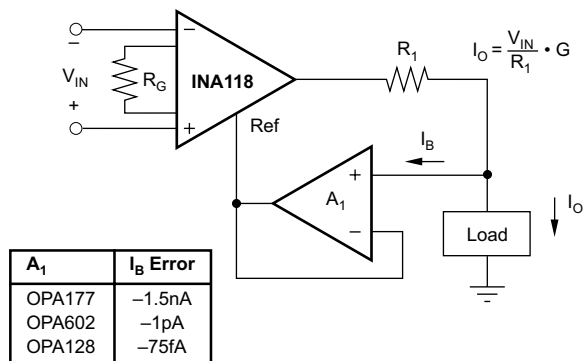 −
V_IN
+
R_G
−
INA118
+
Ref
R_1
I_O = V_IN / R_1 • G
I_B
+
A_1
−
Load
I_O
A_1 I_B Error
OPA177 −1.5nA
OPA602 −1pA
OPA128 −75fA